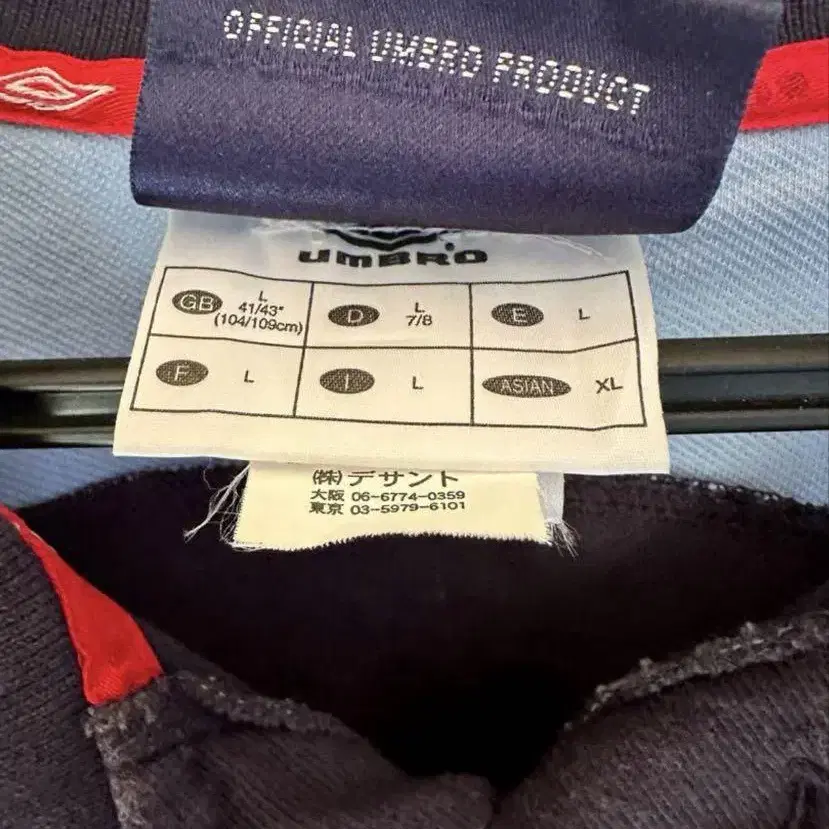 OFFICIAL UMBRO PRODUCT
UMBRO
GB L
41/43"
(104/109cm)
D L
7/8
E L
F L
I L
ASIAN XL
(株)デサント
大阪 06-6774-0359
東京 03-5979-6101